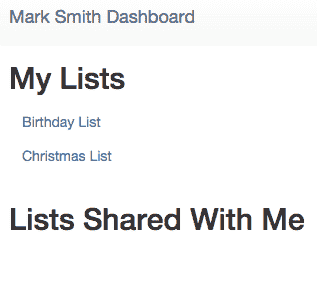 Mark Smith Dashboard
My Lists
Birthday List
Christmas List
Lists Shared With Me